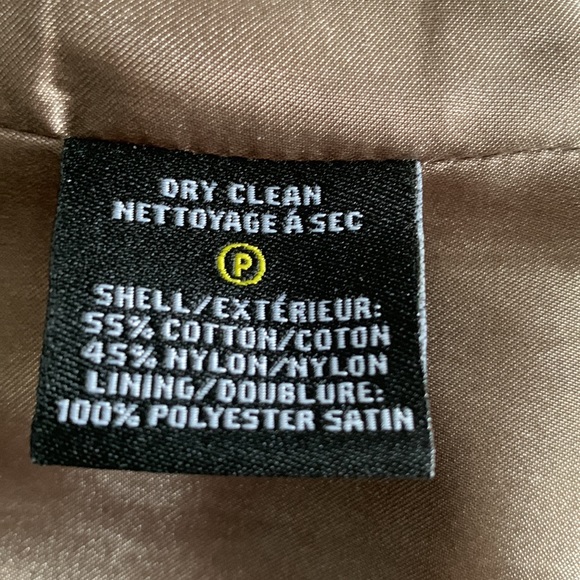 DRY CLEAN
NETTOYAGE À SEC
P
SHELL/EXTÉRIEUR:
55% COTTON/COTON
45% NYLON/NYLON
LINING/DOUBLURE:
100% POLYESTER SATIN